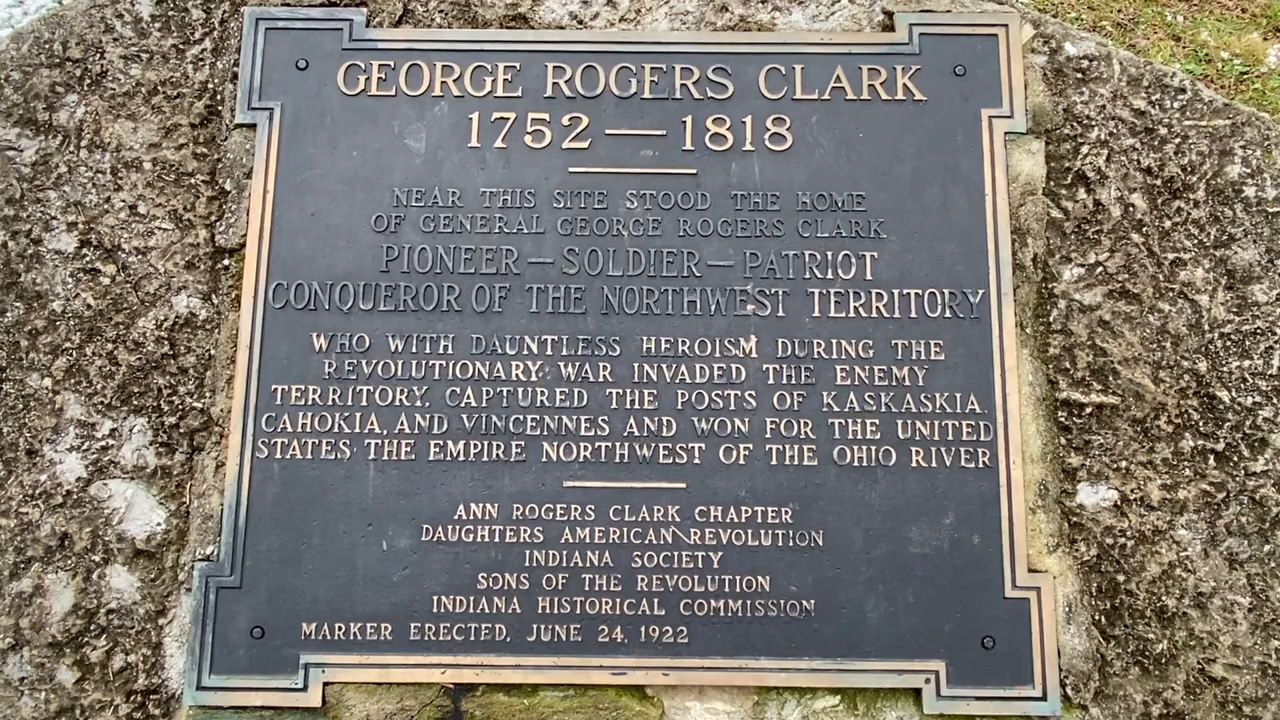 GEORGE ROGERS CLARK
1752—1818
NEAR THIS SITE STOOD THE HOME
OF GENERAL GEORGE ROGERS CLARK
PIONEER—SOLDIER—PATRIOT
CONQUEROR OF THE NORTHWEST TERRITORY
WHO WITH DAUNTLESS HEROISM DURING THE
REVOLUTIONARY WAR INVADED THE ENEMY
TERRITORY, CAPTURED THE POSTS OF KASKASKIA,
CAHOKIA, AND VINCENNES AND WON FOR THE UNITED
STATES THE EMPIRE NORTHWEST OF THE OHIO RIVER
ANN ROGERS CLARK CHAPTER
DAUGHTERS AMERICAN REVOLUTION
INDIANA SOCIETY
SONS OF THE REVOLUTION
INDIANA HISTORICAL COMMISSION
MARKER ERECTED, JUNE 24, 1922